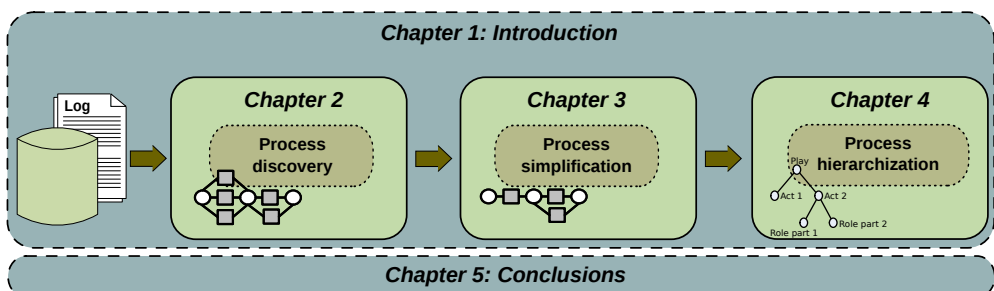 Chapter 1: Introduction
Log
Chapter 2
Process
discovery
Chapter 3
Process
simplification
Chapter 4
Process
hierarchization
Play
Act 1
Act 2
Role part 1
Role part 2
Chapter 5: Conclusions